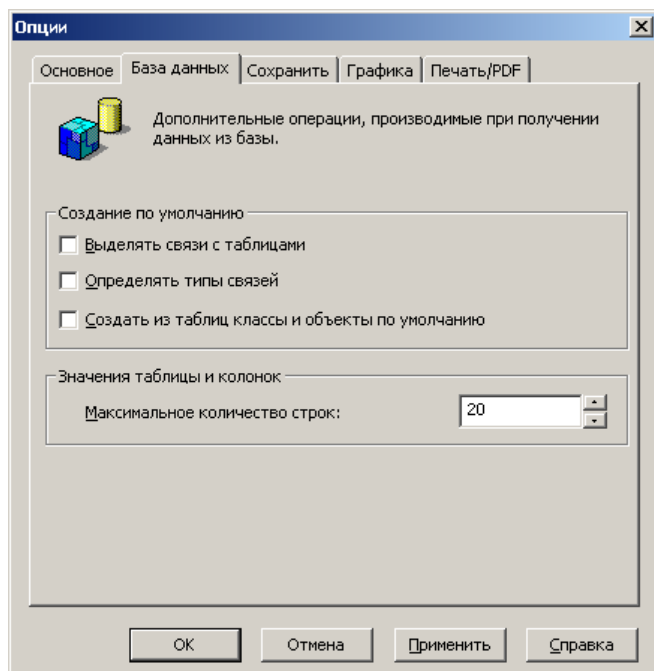 Опции
Основное База данных Сохранить Графика Печать/PDF
Дополнительные операции, производимые при получении
данных из базы.
Создание по умолчанию
Выделять связи с таблицами
Определять типы связей
Создать из таблиц классы и объекты по умолчанию
Значения таблицы и колонок
Максимальное количество строк: 20
OK Отмена Применить Справка